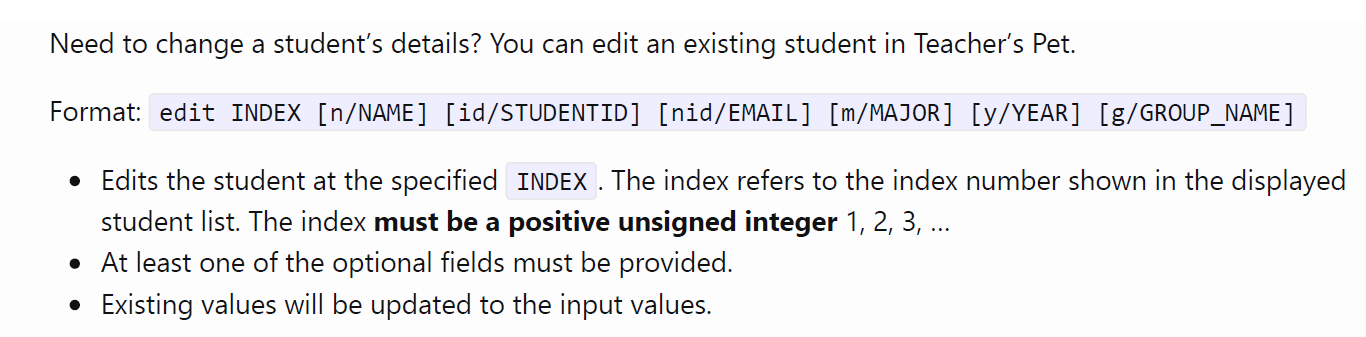 Need to change a student’s details? You can edit an existing student in Teacher’s Pet.
Format: edit INDEX [n/NAME] [id/STUDENTID] [nid/EMAIL] [m/MAJOR] [y/YEAR] [g/GROUP_NAME]
• Edits the student at the specified INDEX . The index refers to the index number shown in the displayed
student list. The index must be a positive unsigned integer 1, 2, 3, …
• At least one of the optional fields must be provided.
• Existing values will be updated to the input values.